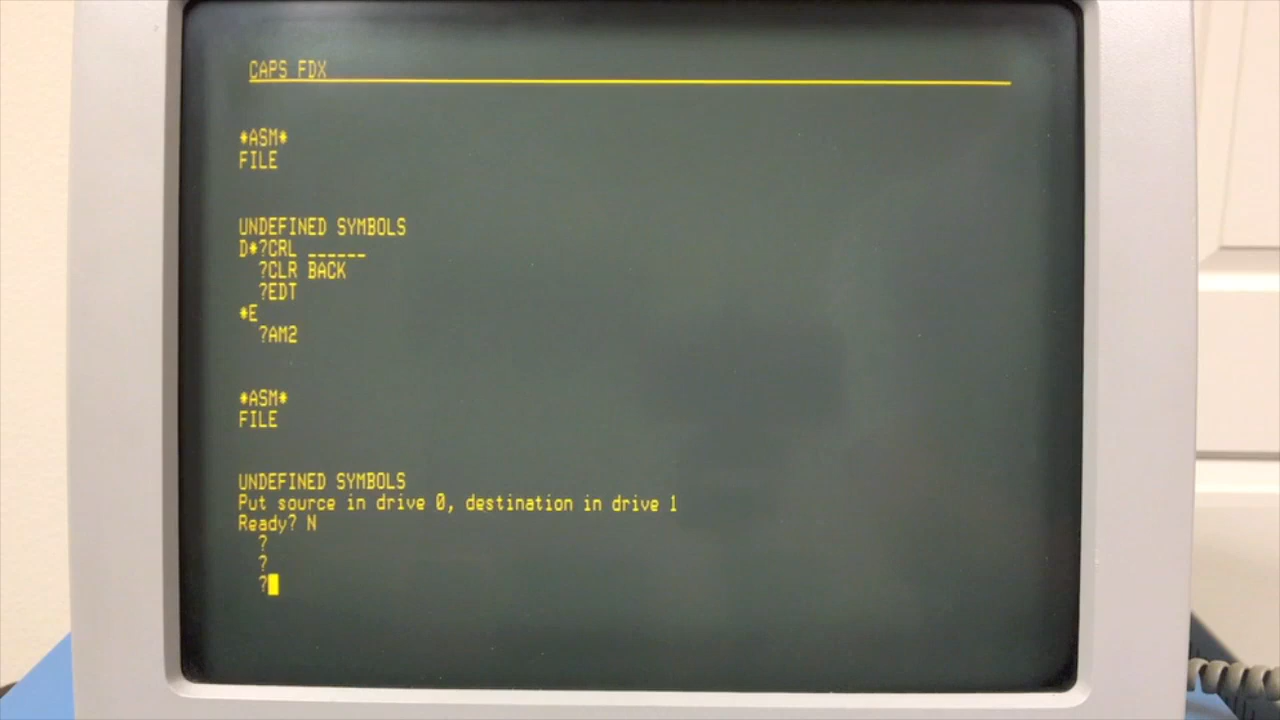 CAPS FDX
*ASM*
FILE
UNDEFINED SYMBOLS
D*?CRL ______
?CLR BACK
?EDT
*E
?AM2
*ASM*
FILE
UNDEFINED SYMBOLS
Put source in drive 0, destination in drive 1
Ready? N
?
?
?